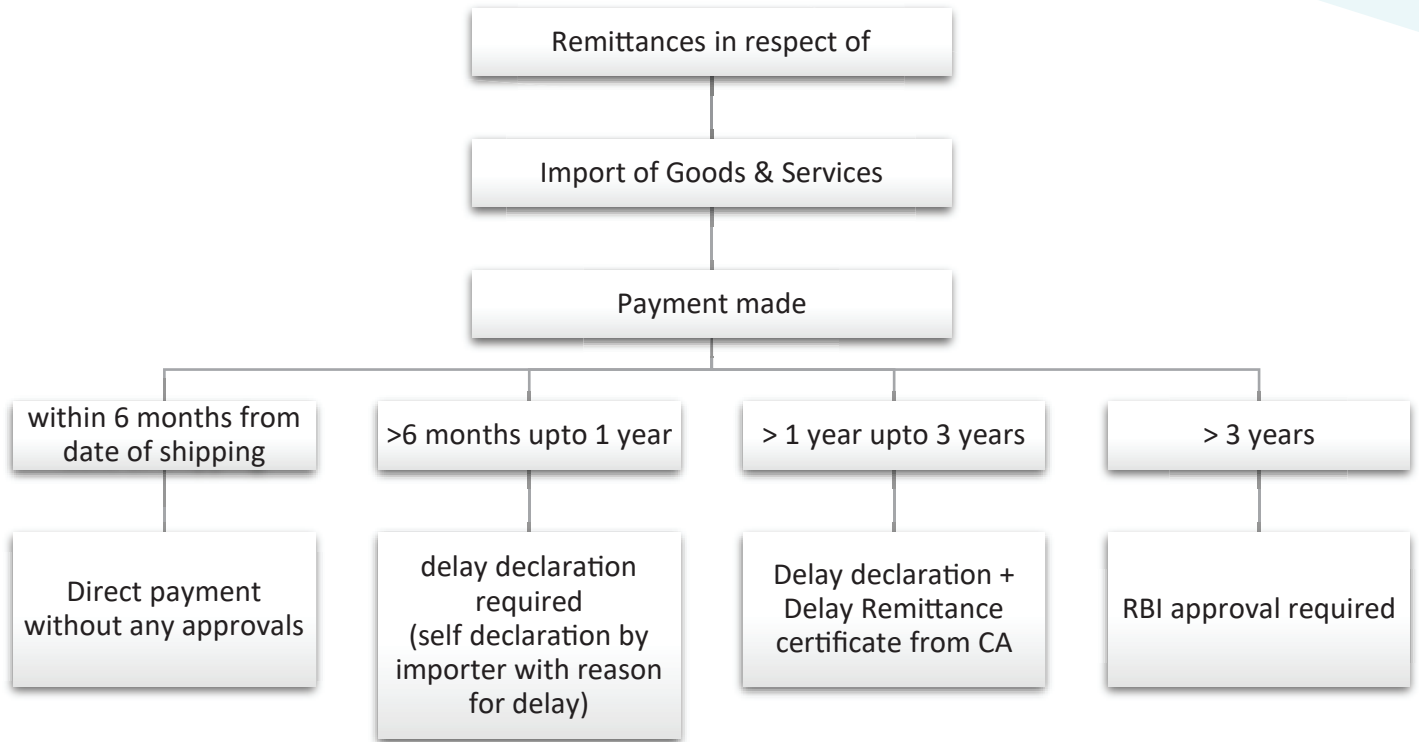 Remittances in respect of
Import of Goods & Services
Payment made
within 6 months from
date of shipping
>6 months upto 1 year
> 1 year upto 3 years
> 3 years
Direct payment
without any approvals
delay declaration
required
(self declaration by
importer with reason
for delay)
Delay declaration +
Delay Remittance
certificate from CA
RBI approval required